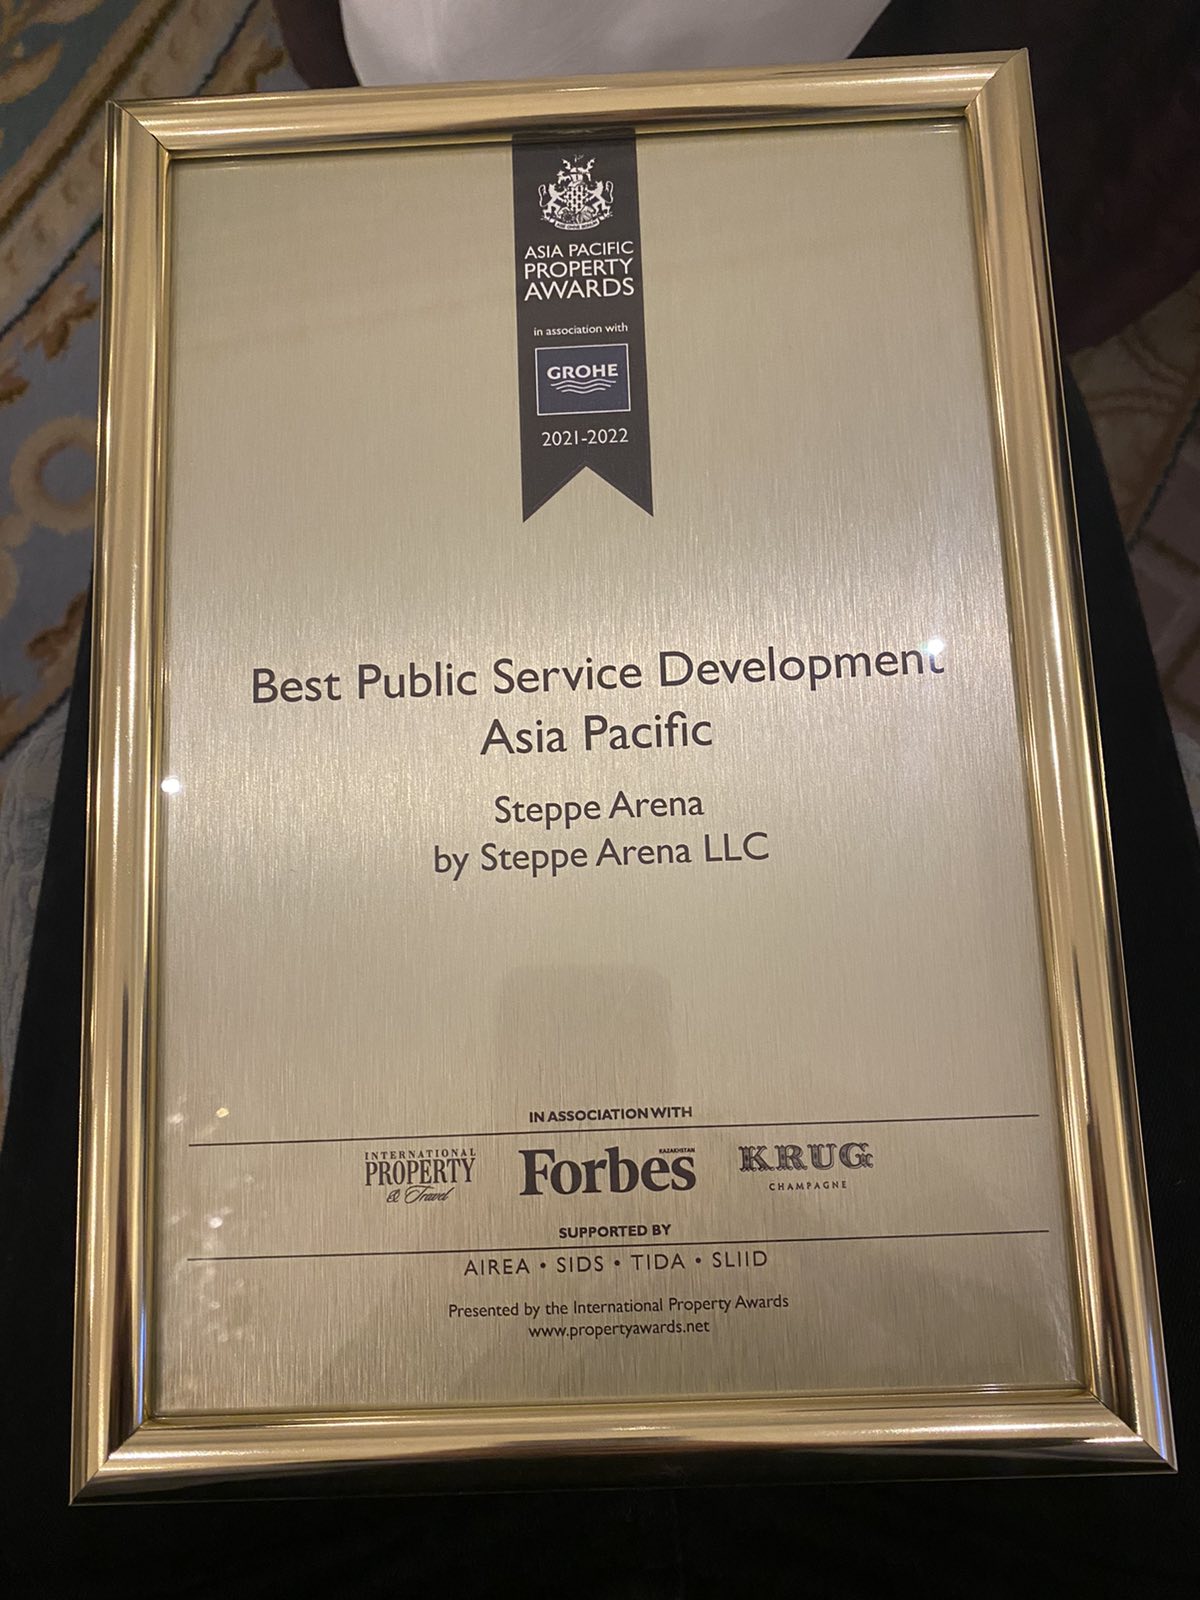 ASIA PACIFIC
PROPERTY
AWARDS
in association with
GROHE
2021-2022
Best Public Service Development
Asia Pacific
Steppe Arena
by Steppe Arena LLC
IN ASSOCIATION WITH
INTERNATIONAL
PROPERTY
& Travel
Forbes
KAZAKHSTAN
KRUG
CHAMPAGNE
SUPPORTED BY
AIREA • SIDS • TIDA • SLIID
Presented by the International Property Awards
www.propertyawards.net